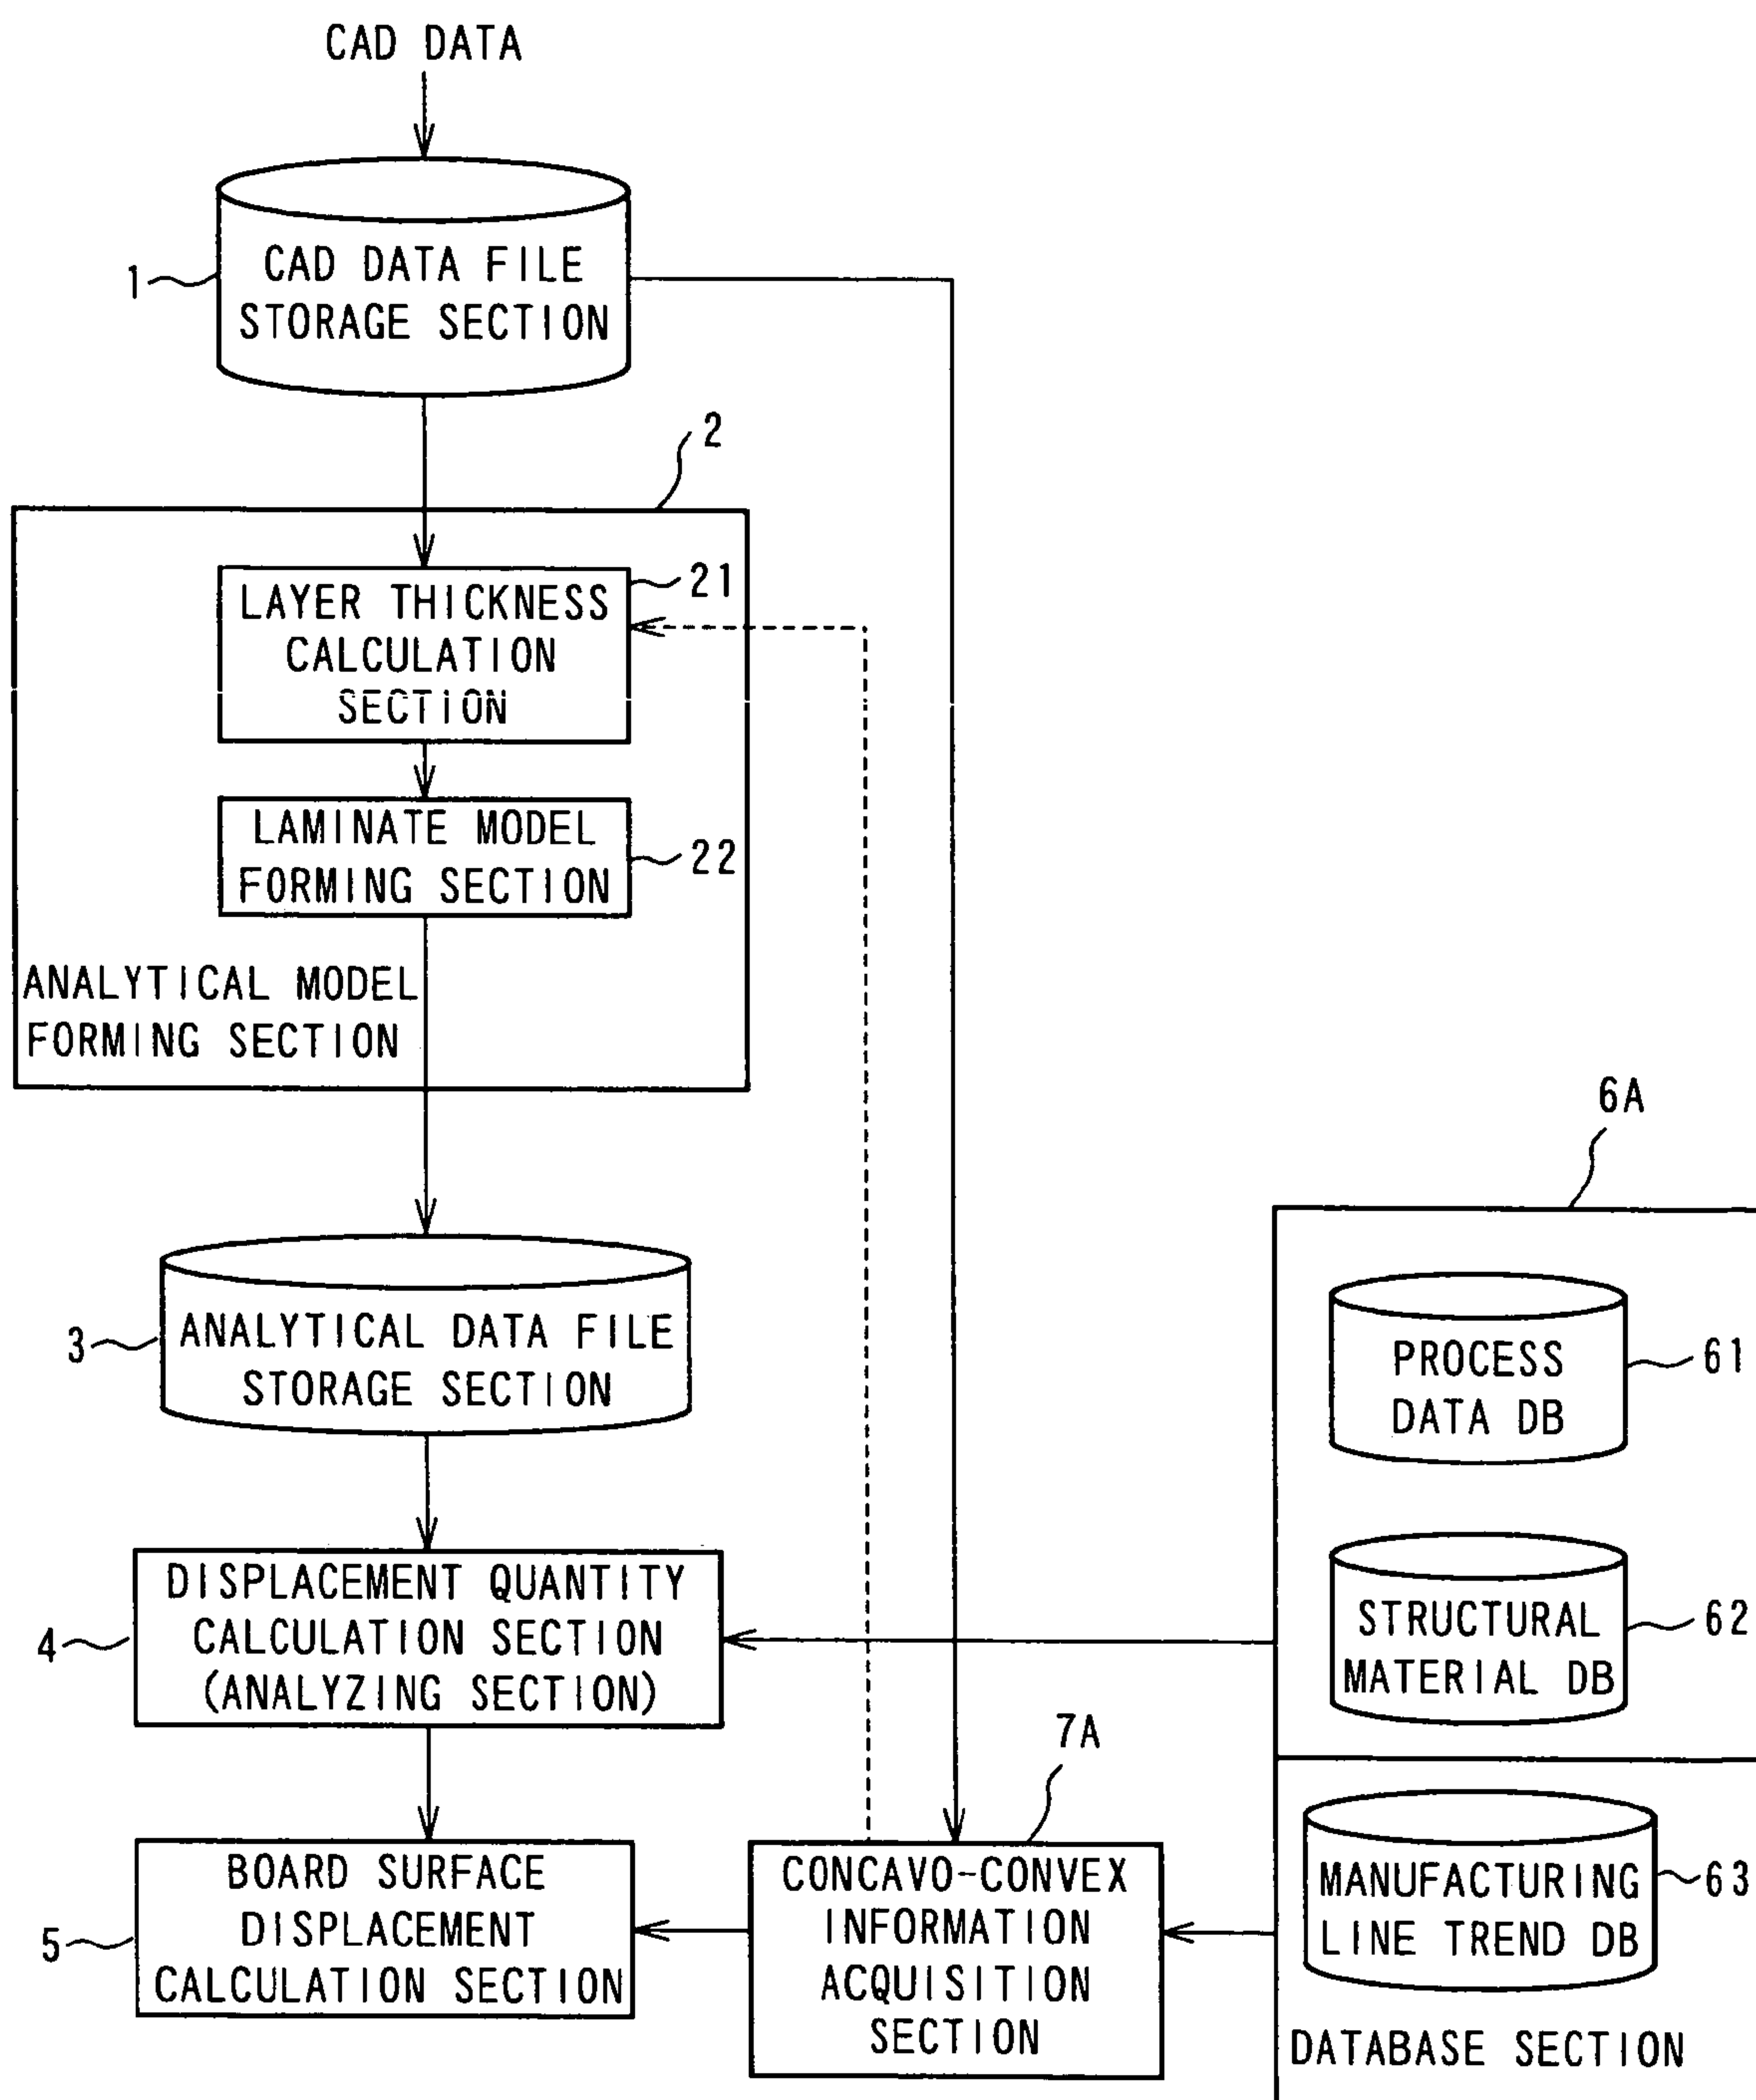 CAD DATA
1
CAD DATA FILE
STORAGE SECTION
2
21
LAYER THICKNESS
CALCULATION
SECTION
LAMINATE MODEL
FORMING SECTION
22
ANALYTICAL MODEL
FORMING SECTION
3
ANALYTICAL DATA FILE
STORAGE SECTION
4
DISPLACEMENT QUANTITY
CALCULATION SECTION
(ANALYZING SECTION)
5
BOARD SURFACE
DISPLACEMENT
CALCULATION SECTION
7A
CONCAVO-CONVEX
INFORMATION
ACQUISITION
SECTION
6A
PROCESS
DATA DB
61
STRUCTURAL
MATERIAL DB
62
MANUFACTURING
LINE TREND DB
63
DATABASE SECTION